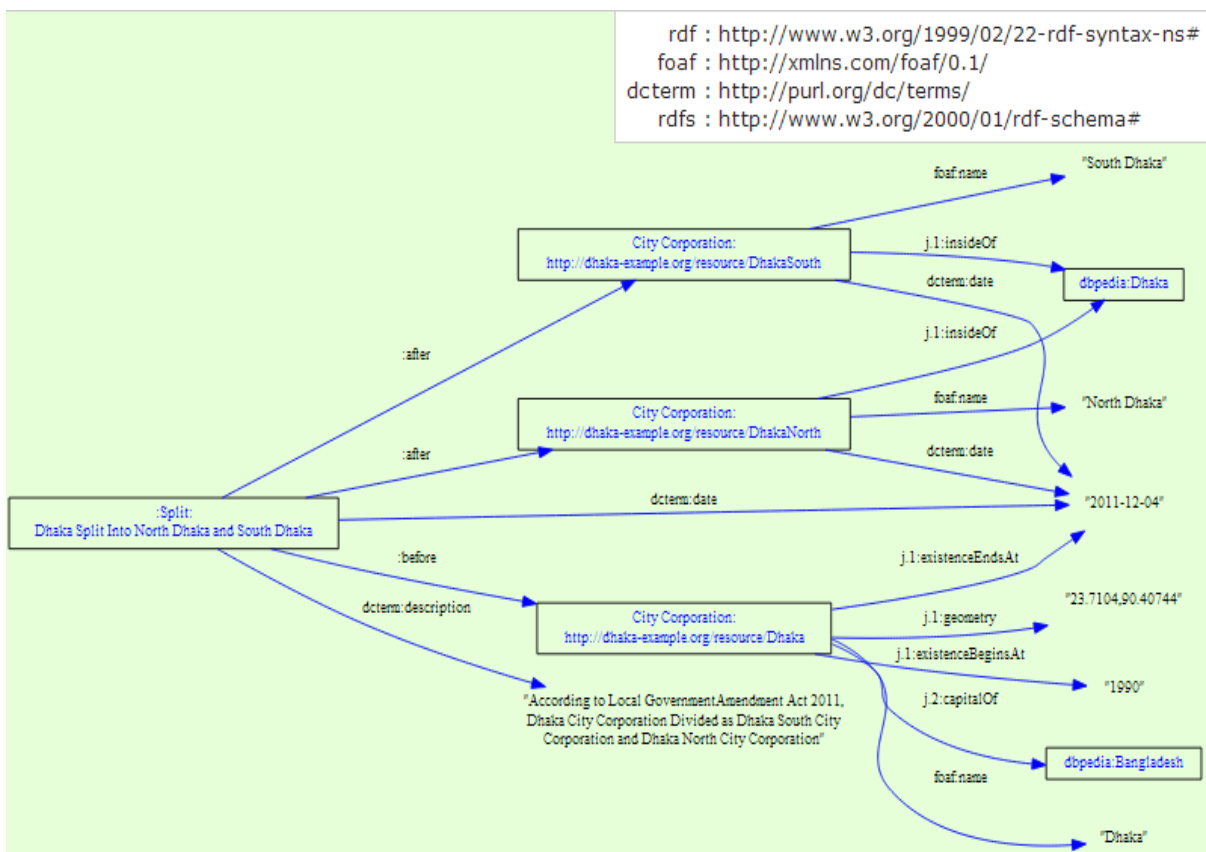 rdf : http://www.w3.org/1999/02/22-rdf-syntax-ns#
foaf : http://xmlns.com/foaf/0.1/
dcterm : http://purl.org/dc/terms/
rdfs : http://www.w3.org/2000/01/rdf-schema#
"South Dhaka"
foaf:name
City Corporation:
http://dhaka-example.org/resource/DhakaSouth
j.1:insideOf
dcterm:date
dbpedia:Dhaka
j.1:insideOf
:after
foaf:name
"North Dhaka"
City Corporation:
http://dhaka-example.org/resource/DhakaNorth
:after
dcterm:date
dcterm:date
"2011-12-04"
:Split:
Dhaka Split Into North Dhaka and South Dhaka
:before
j.1:existenceEndsAt
dcterm:description
"23.7104,90.40744"
City Corporation:
http://dhaka-example.org/resource/Dhaka
j.1:geometry
j.1:existenceBeginsAt
"1990"
j.2:capitalOf
"According to Local GovernmentAmendment Act 2011,
Dhaka City Corporation Divided as Dhaka South City
Corporation and Dhaka North City Corporation"
dbpedia:Bangladesh
foaf:name
"Dhaka"